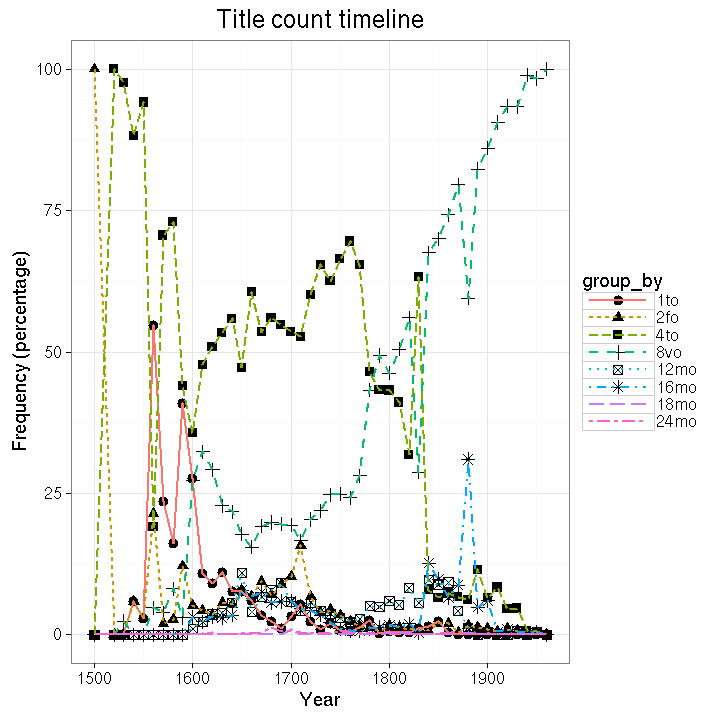 Title count timeline
100
75
50
25
0
Frequency (percentage)
1500 1600 1700 1800 1900
Year
group_by
1to
2fo
4to
8vo
12mo
16mo
18mo
24mo